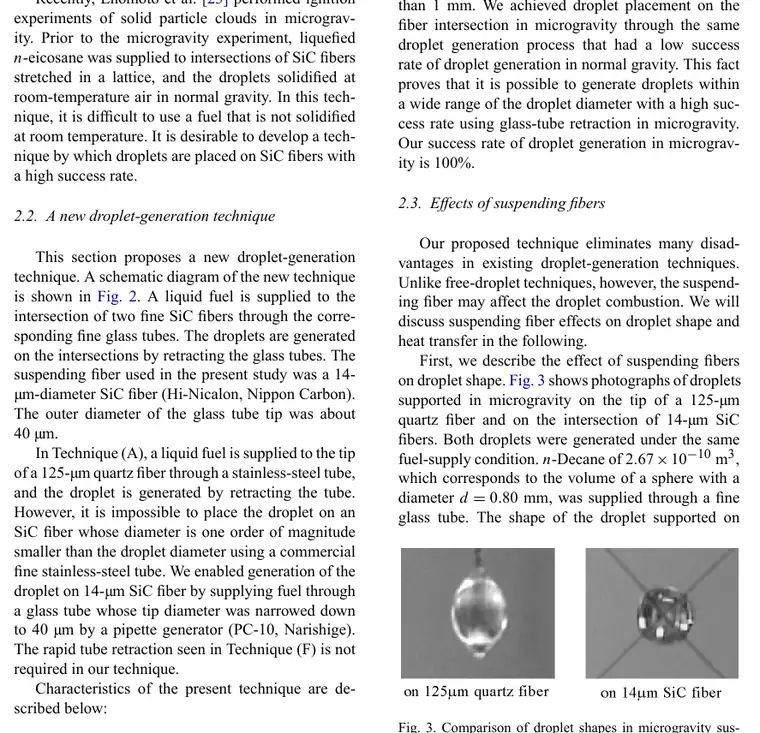 Recently, Enomoto et al. [23] performed ignition
experiments of solid particle clouds in micrograv-
ity. Prior to the microgravity experiment, liquefied
n-eicosane was supplied to intersections of SiC fibers
stretched in a lattice, and the droplets solidified at
room-temperature air in normal gravity. In this tech-
nique, it is difficult to use a fuel that is not solidified
at room temperature. It is desirable to develop a tech-
nique by which droplets are placed on SiC fibers with
a high success rate.
2.2. A new droplet-generation technique
This section proposes a new droplet-generation
technique. A schematic diagram of the new technique
is shown in Fig. 2. A liquid fuel is supplied to the
intersection of two fine SiC fibers through the corre-
sponding fine glass tubes. The droplets are generated
on the intersections by retracting the glass tubes. The
suspending fiber used in the present study was a 14-
μm-diameter SiC fiber (Hi-Nicalon, Nippon Carbon).
The outer diameter of the glass tube tip was about
40 μm.
In Technique (A), a liquid fuel is supplied to the tip
of a 125-μm quartz fiber through a stainless-steel tube,
and the droplet is generated by retracting the tube.
However, it is impossible to place the droplet on an
SiC fiber whose diameter is one order of magnitude
smaller than the droplet diameter using a commercial
fine stainless-steel tube. We enabled generation of the
droplet on 14-μm SiC fiber by supplying fuel through
a glass tube whose tip diameter was narrowed down
to 40 μm by a pipette generator (PC-10, Narishige).
The rapid tube retraction seen in Technique (F) is not
required in our technique.
Characteristics of the present technique are de-
scribed below:
than 1 mm. We achieved droplet placement on the
fiber intersection in microgravity through the same
droplet generation process that had a low success
rate of droplet generation in normal gravity. This fact
proves that it is possible to generate droplets within
a wide range of the droplet diameter with a high suc-
cess rate using glass-tube retraction in microgravity.
Our success rate of droplet generation in micrograv-
ity is 100%.
2.3. Effects of suspending fibers
Our proposed technique eliminates many disad-
vantages in existing droplet-generation techniques.
Unlike free-droplet techniques, however, the suspend-
ing fiber may affect the droplet combustion. We will
discuss suspending fiber effects on droplet shape and
heat transfer in the following.
First, we describe the effect of suspending fibers
on droplet shape. Fig. 3 shows photographs of droplets
supported in microgravity on the tip of a 125-μm
quartz fiber and on the intersection of 14-μm SiC
fibers. Both droplets were generated under the same
fuel-supply condition. n-Decane of 2.67 × 10⁻¹⁰ m³,
which corresponds to the volume of a sphere with a
diameter d = 0.80 mm, was supplied through a fine
glass tube. The shape of the droplet supported on
on 125μm quartz fiber
on 14μm SiC fiber
Fig. 3. Comparison of droplet shapes in microgravity sus-